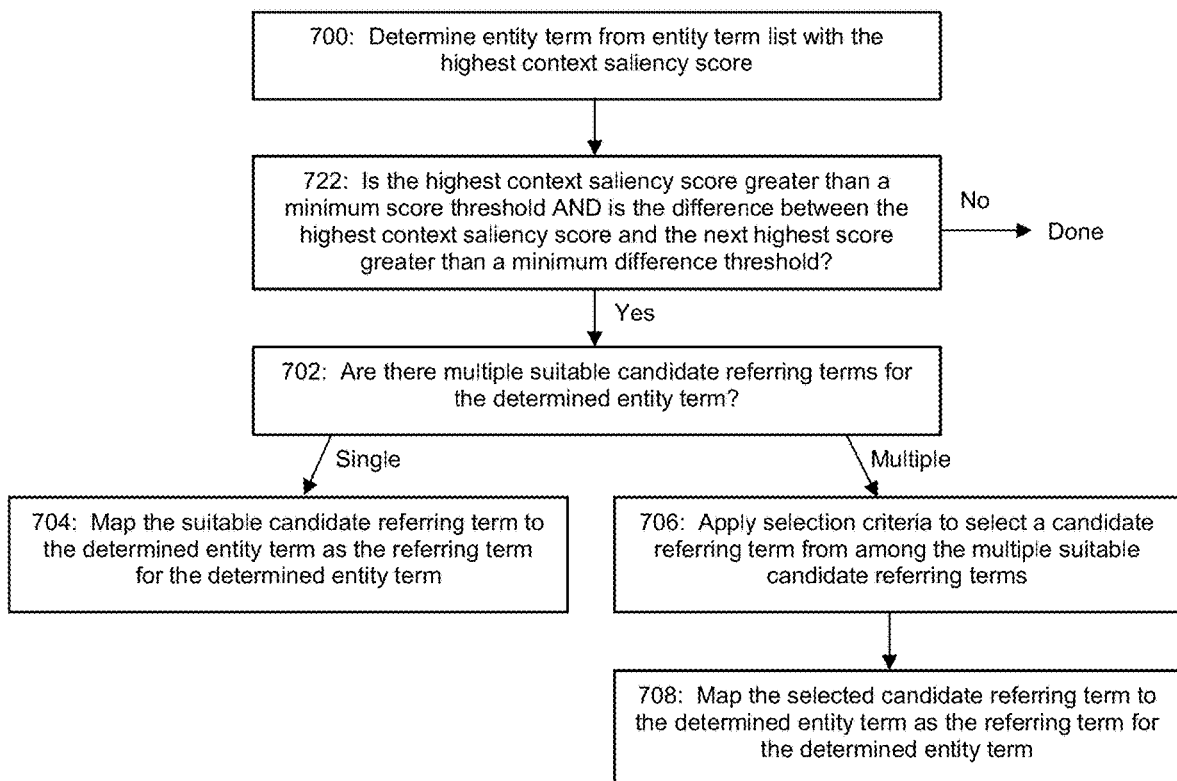 700: Determine entity term from entity term list with the
highest context saliency score
722: Is the highest context saliency score greater than a
minimum score threshold AND is the difference between the
highest context saliency score and the next highest score
greater than a minimum difference threshold?
No
Done
Yes
702: Are there multiple suitable candidate referring terms for
the determined entity term?
Single
Multiple
704: Map the suitable candidate referring term to
the determined entity term as the referring term
for the determined entity term
706: Apply selection criteria to select a candidate
referring term from among the multiple suitable
candidate referring terms
708: Map the selected candidate referring term to
the determined entity term as the referring term for
the determined entity term